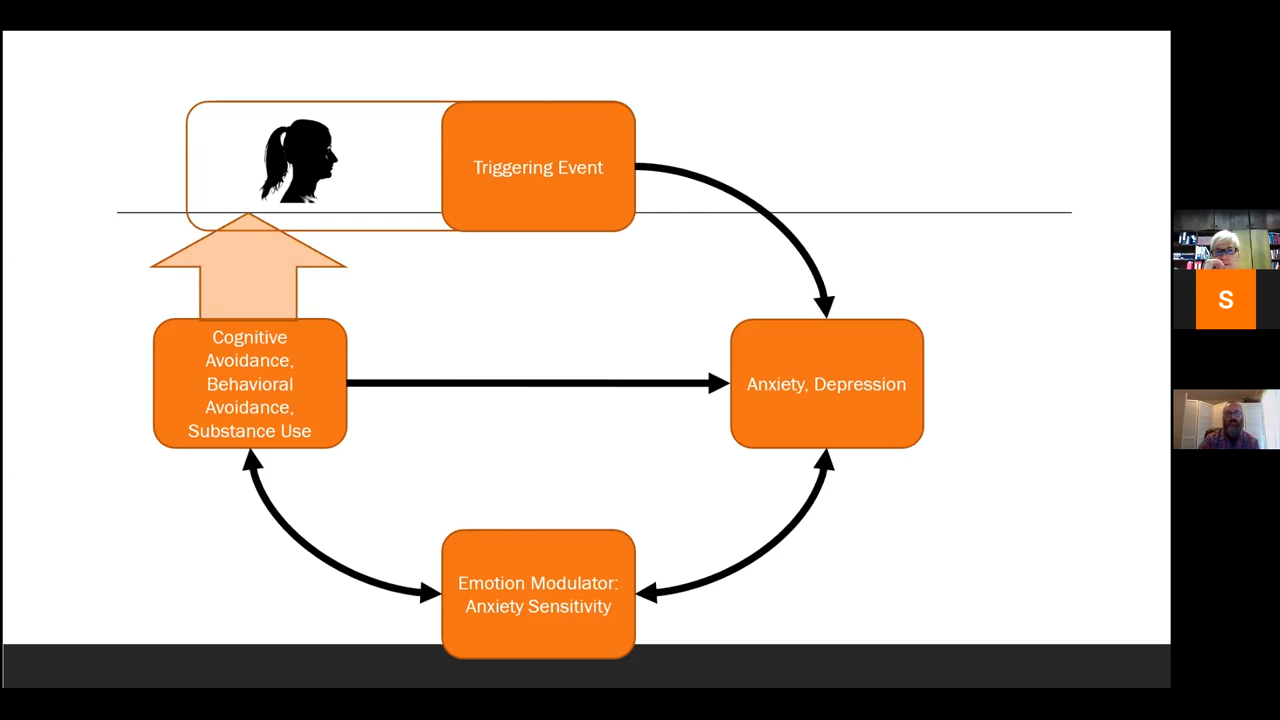 Triggering Event
Cognitive
Avoidance,
Behavioral
Avoidance,
Substance Use
Anxiety, Depression
Emotion Modulator:
Anxiety Sensitivity
S